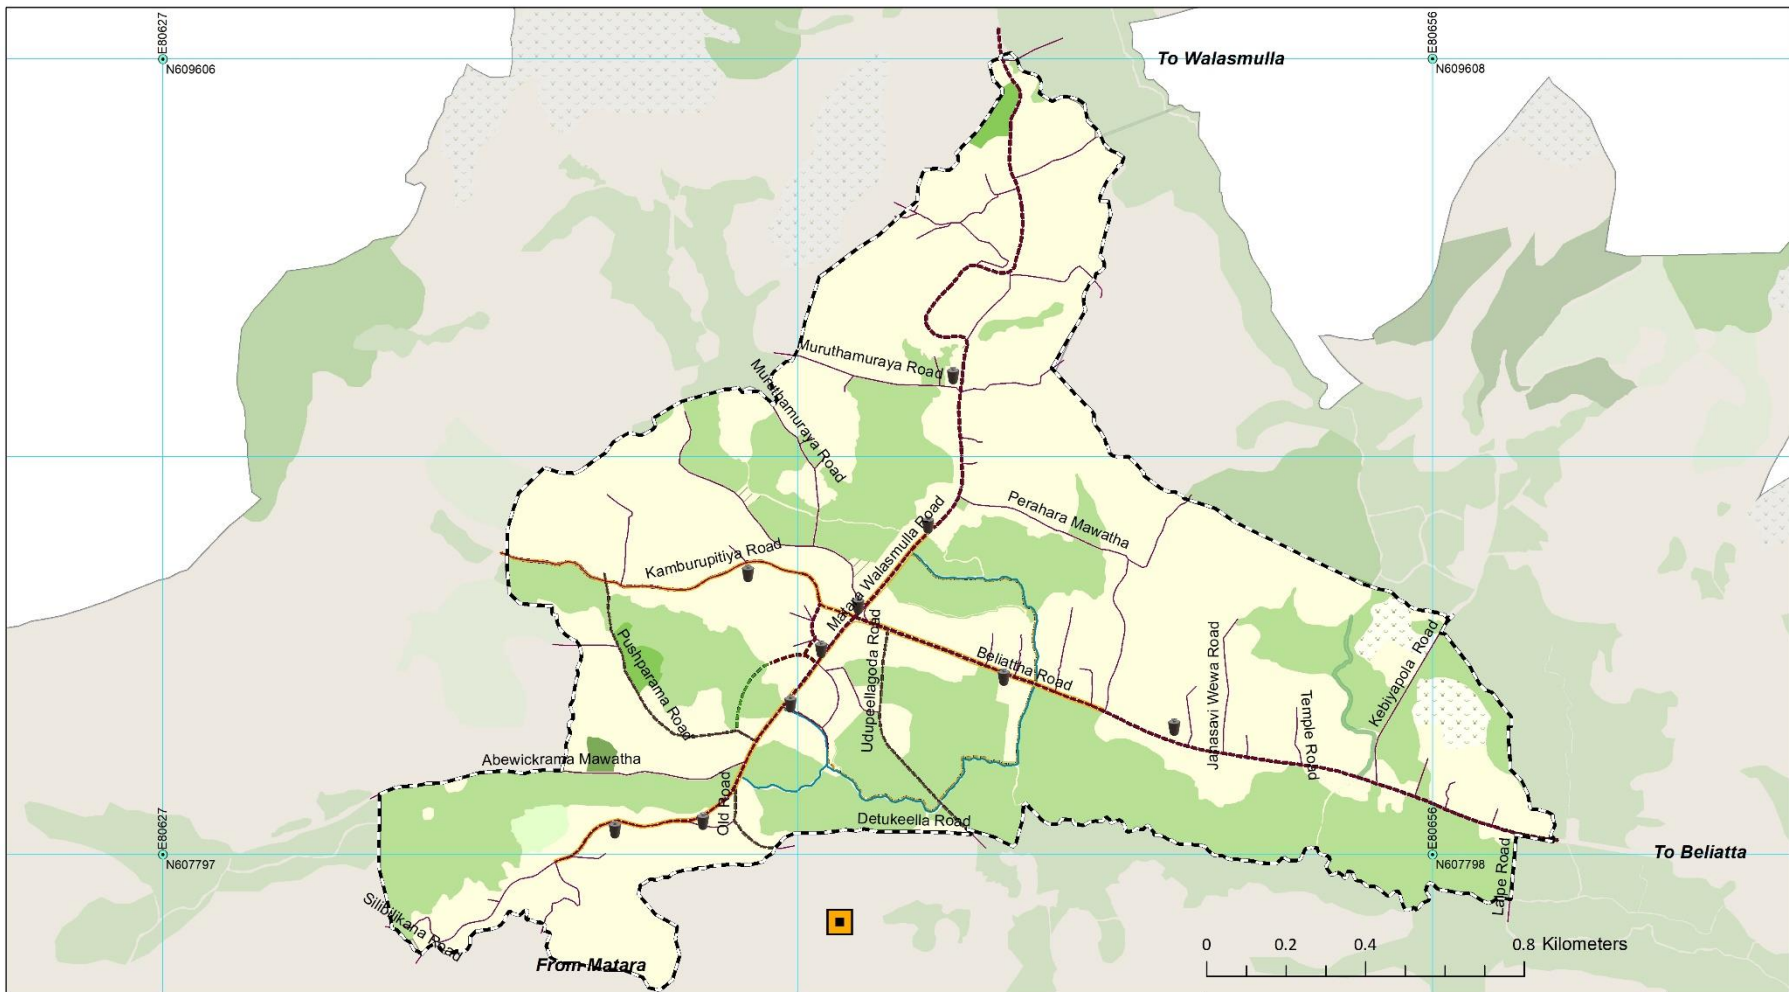 E80627
E80656
N609606
To Walasmulla
N609608
Muruthamuraya Road
Muruthamuraya Road
Perahara Mawatha
Matara Walasmulla Road
Kamburupitiya Road
Pushparama Road
Udupeellagoda Road
Beliattha Road
Janasavi Wewa Road
Temple Road
Kebiyapola Road
Abewickrama Mawatha
Old Road
Detukeella Road
E80627
E80656
N607797
N607798
To Beliatta
Lalpe Road
Silibilikana Road
From Matara
0 0.2 0.4 0.8 Kilometers